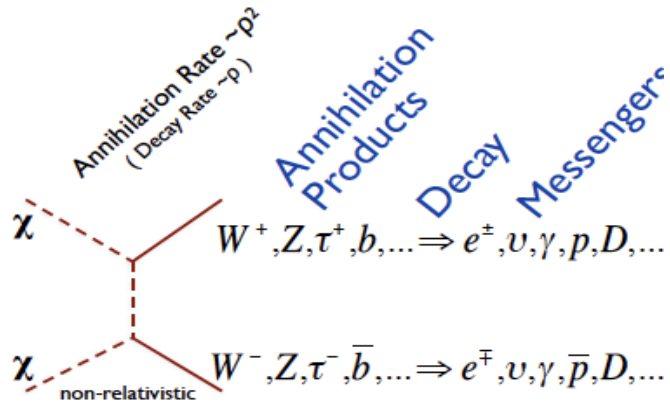 Annihilation Rate ~ρ²
( Decay Rate ~ρ )
Annihilation
Products
Decay
Messengers
χ
W⁺,Z,τ⁺,b,...⇒ e^±,υ,γ,p,D,...
χ
W⁻,Z,τ⁻,b̅,...⇒ e^∓,υ,γ,p̅,D,...
non-relativistic